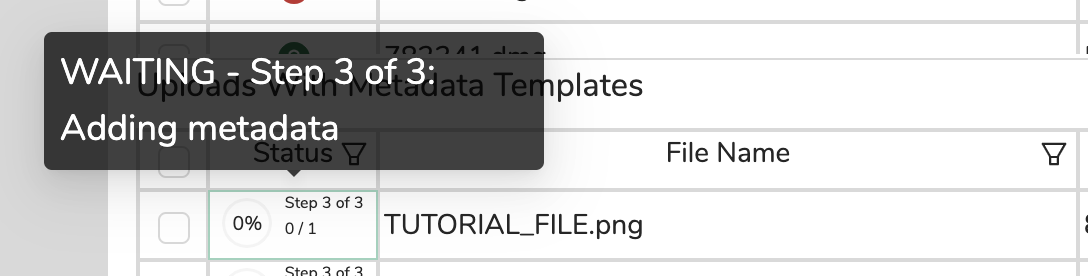 WAITING - Step 3 of 3:
Adding metadata
Uploads With Metadata Templates
Status
File Name
0%
Step 3 of 3
0 / 1
TUTORIAL_FILE.png
Step 3 of 3